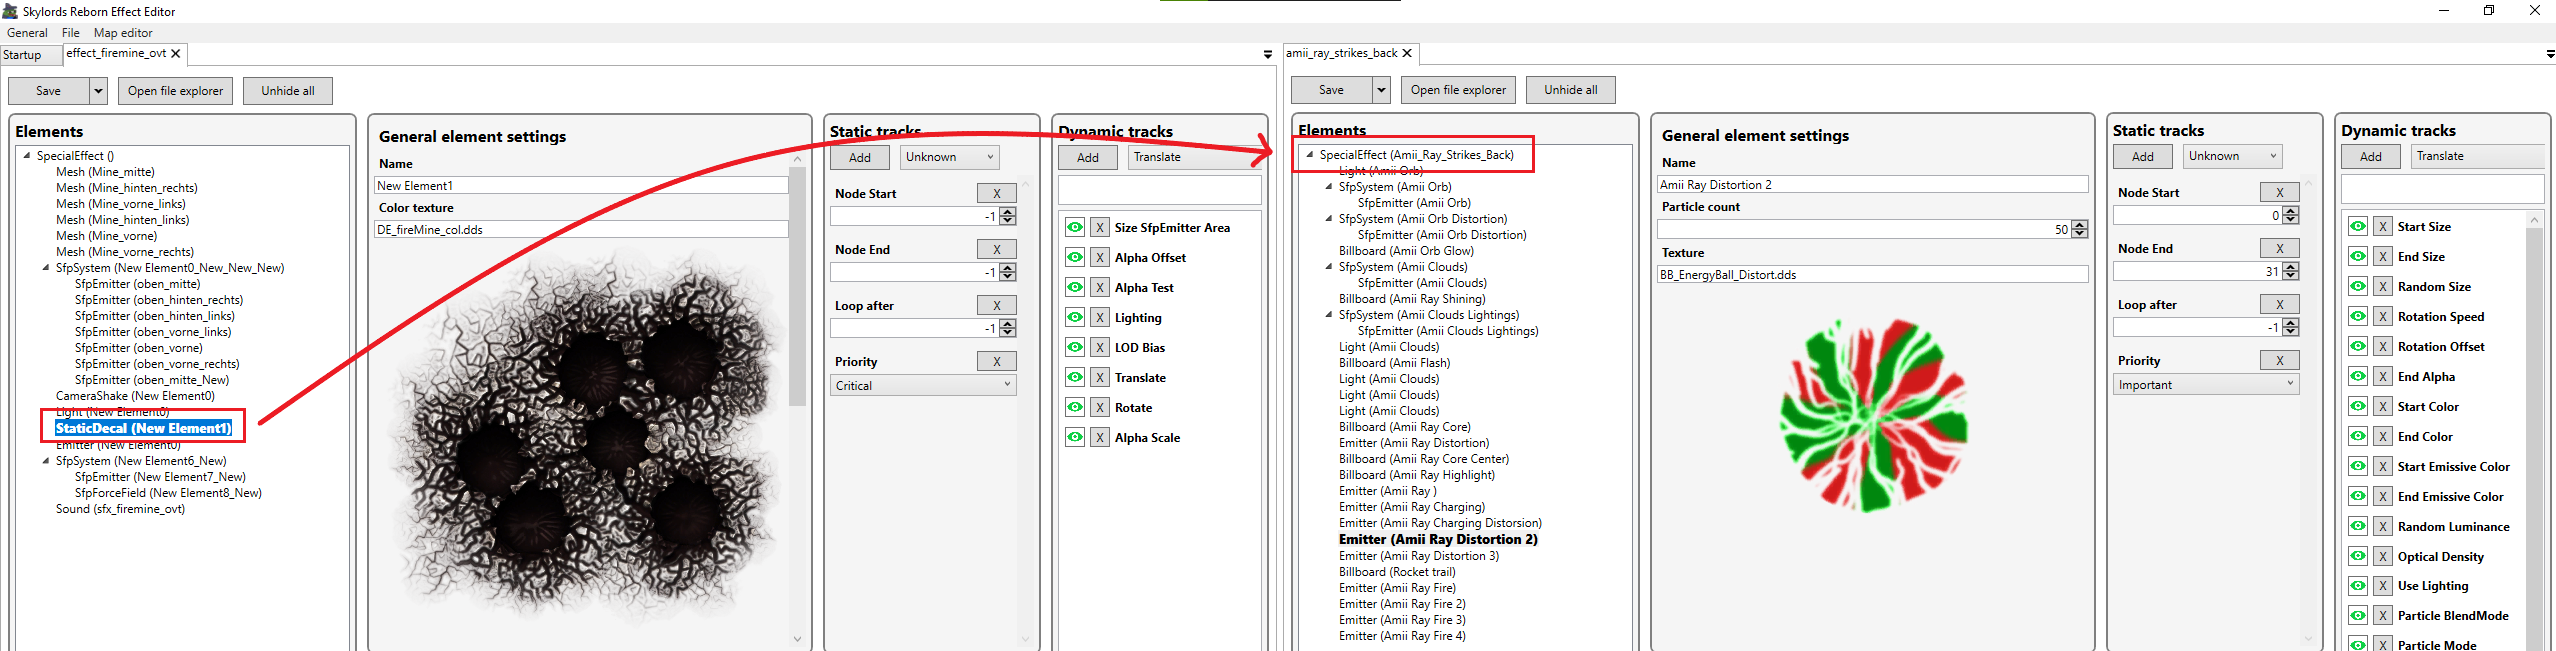 Skylords Reborn Effect Editor
General File Map editor
Startup effect_firemine_ovt
Save Open file explorer Unhide all
Elements
SpecialEffect ()
Mesh (Mine_mitte)
Mesh (Mine_hinten_rechts)
Mesh (Mine_vorne_links)
Mesh (Mine_hinten_links)
Mesh (Mine_vorne)
Mesh (Mine_vorne_rechts)
SfpSystem (New Element0_New_New_New)
SfpEmitter (oben_mitte)
SfpEmitter (oben_hinten_rechts)
SfpEmitter (oben_hinten_links)
SfpEmitter (oben_vorne_links)
SfpEmitter (oben_vorne)
SfpEmitter (oben_vorne_rechts)
SfpEmitter (oben_mitte_New)
CameraShake (New Element0)
Light (New Element0)
StaticDecal (New Element1)
Emitter (New Element0)
SfpSystem (New Element6_New)
SfpEmitter (New Element7_New)
SfpForceField (New Element8_New)
Sound (sfx_firemine_ovt)
General element settings
Name
New Element1
Color texture
DE_fireMine_col.dds
Static tracks
Add Unknown
Node Start X
-1
Node End X
-1
Loop after X
-1
Priority X
Critical
Dynamic tracks
Add Translate
X Size SfpEmitter Area
X Alpha Offset
X Alpha Test
X Lighting
X LOD Bias
X Translate
X Rotate
X Alpha Scale
amii_ray_strikes_back
Save Open file explorer Unhide all
Elements
SpecialEffect (Amii_Ray_Strikes_Back)
Light (Amii Orb)
SfpSystem (Amii Orb)
SfpEmitter (Amii Orb)
SfpSystem (Amii Orb Distortion)
SfpEmitter (Amii Orb Distortion)
Billboard (Amii Orb Glow)
SfpSystem (Amii Clouds)
SfpEmitter (Amii Clouds)
Billboard (Amii Ray Shining)
SfpSystem (Amii Clouds Lightings)
SfpEmitter (Amii Clouds Lightings)
Light (Amii Clouds)
Billboard (Amii Flash)
Light (Amii Clouds)
Light (Amii Clouds)
Light (Amii Clouds)
Billboard (Amii Ray Core)
Emitter (Amii Ray Distortion)
Billboard (Amii Ray Core Center)
Billboard (Amii Ray Highlight)
Emitter (Amii Ray )
Emitter (Amii Ray Charging)
Emitter (Amii Ray Charging Distorsion)
Emitter (Amii Ray Distortion 2)
Emitter (Amii Ray Distortion 3)
Billboard (Rocket trail)
Emitter (Amii Ray Fire)
Emitter (Amii Ray Fire 2)
Emitter (Amii Ray Fire 3)
Emitter (Amii Ray Fire 4)
General element settings
Name
Amii Ray Distortion 2
Particle count
50
Texture
BB_EnergyBall_Distort.dds
Static tracks
Add Unknown
Node Start X
0
Node End X
31
Loop after X
-1
Priority X
Important
Dynamic tracks
Add Translate
X Start Size
X End Size
X Random Size
X Rotation Speed
X Rotation Offset
X End Alpha
X Start Color
X End Color
X Start Emissive Color
X End Emissive Color
X Random Luminance
X Optical Density
X Use Lighting
X Particle BlendMode
X Particle Mode